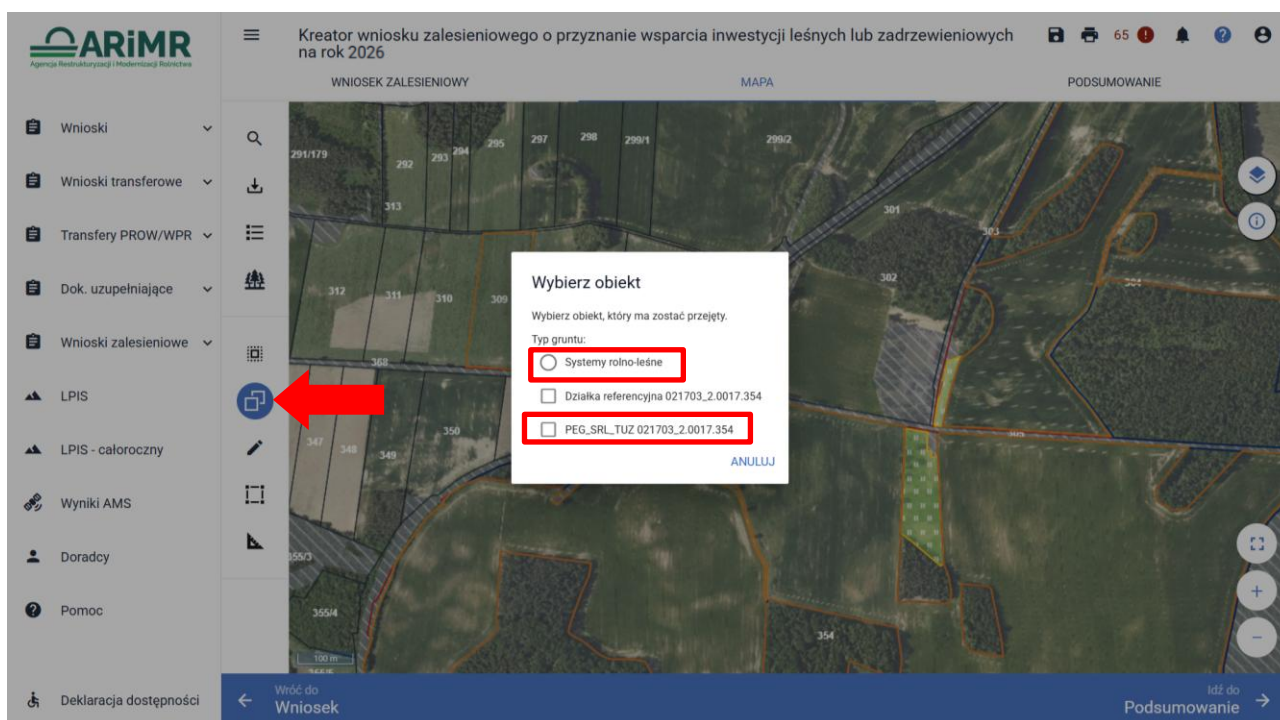 ARiMR
Agencja Restrukturyzacji i Modernizacji Rolnictwa
Kreator wniosku zalesieniowego o przyznanie wsparcia inwestycji leśnych lub zadrzewieniowych
na rok 2026
65
WNIOSEK ZALESIENIOWY
MAPA
PODSUMOWANIE
Wnioski
Wnioski transferowe
Transfery PROW/WPR
Dok. uzupełniające
Wnioski zalesieniowe
LPIS
LPIS - całoroczny
Wyniki AMS
Doradcy
Pomoc
Deklaracja dostępności
291/179
292
293
294
295
297
298
299/1
299/2
313
301
303
302
304
312
311
310
309
368
347
348
349
350
355/3
355/4
354
100 m
Wybierz obiekt
Wybierz obiekt, który ma zostać przejęty.
Typ gruntu:
Systemy rolno-leśne
Działka referencyjna 021703_2.0017.354
PEG_SRL_TUZ 021703_2.0017.354
ANULUJ
Wróć do
Wniosek
Idź do
Podsumowanie